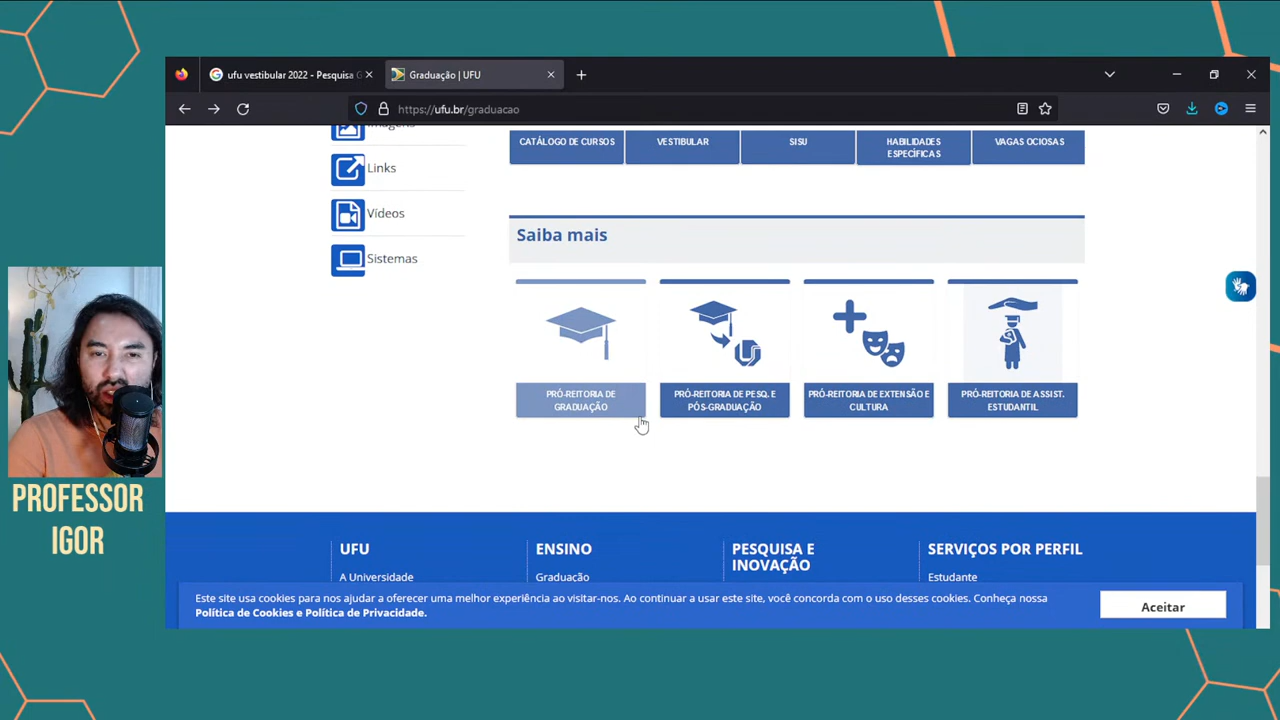 ufu vestibular 2022 - Pesquisa G
Graduação | UFU
https://ufu.br/graduacao
Imagens
Links
Vídeos
Sistemas
CATÁLOGO DE CURSOS
VESTIBULAR
SISU
HABILIDADES
ESPECÍFICAS
VAGAS OCIOSAS
Saiba mais
PRÓ-REITORIA DE
GRADUAÇÃO
PRÓ-REITORIA DE PESQ. E
PÓS-GRADUAÇÃO
PRÓ-REITORIA DE EXTENSÃO E
CULTURA
PRÓ-REITORIA DE ASSIST.
ESTUDANTIL
PROFESSOR
IGOR
UFU
A Universidade
ENSINO
Graduação
PESQUISA E
INOVAÇÃO
SERVIÇOS POR PERFIL
Estudante
Este site usa cookies para nos ajudar a oferecer uma melhor experiência ao visitar-nos. Ao continuar a usar este site, você concorda com o uso desses cookies. Conheça nossa
Política de Cookies e Política de Privacidade.
Aceitar